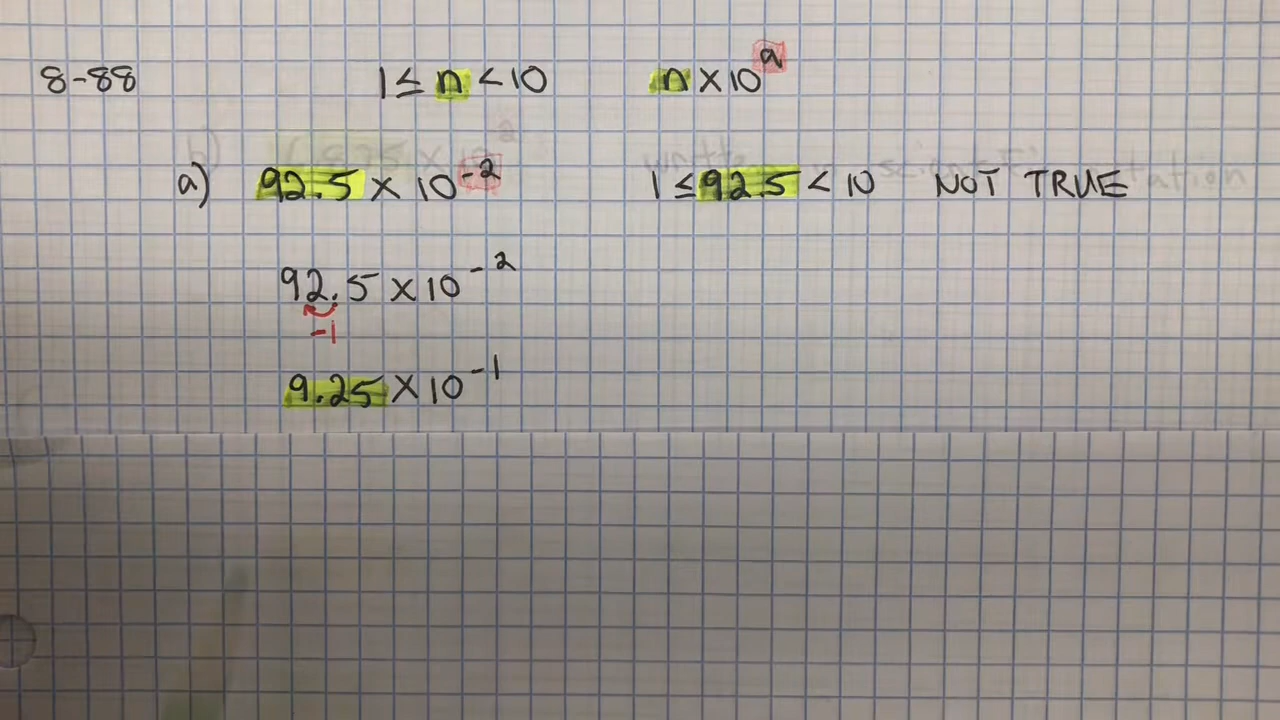 8-88 1 ≤ n < 10 n × 10^a
a) 92.5 × 10^-2 1 ≤ 92.5 < 10 NOT TRUE
92.5 × 10^-2
-1
9.25 × 10^-1